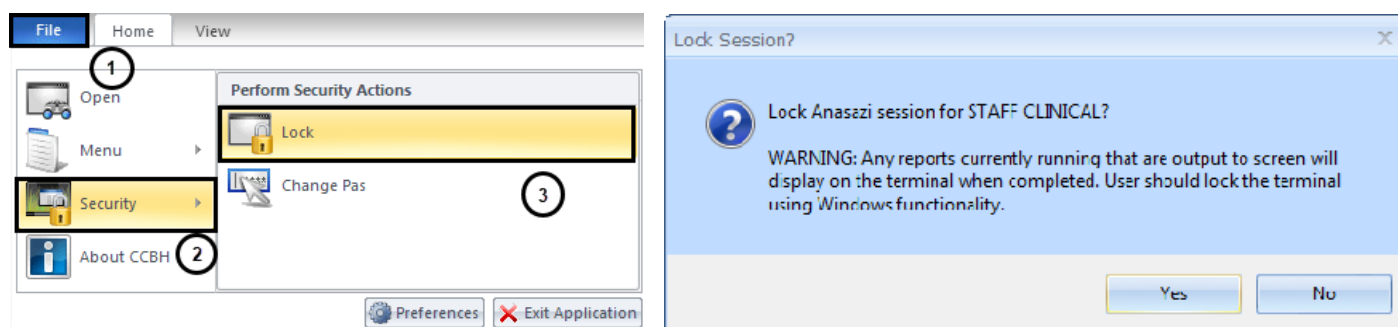 File Home View
1
Open
Menu
Security
About CCBH
2
Perform Security Actions
Lock
Change Pas
3
Preferences
Exit Application
Lock Session?
Lock Anasazi session for STAFF CLINICAL?
WARNING: Any reports currently running that are output to screen will
display on the terminal when completed. User should lock the terminal
using Windows functionality.
Yes No